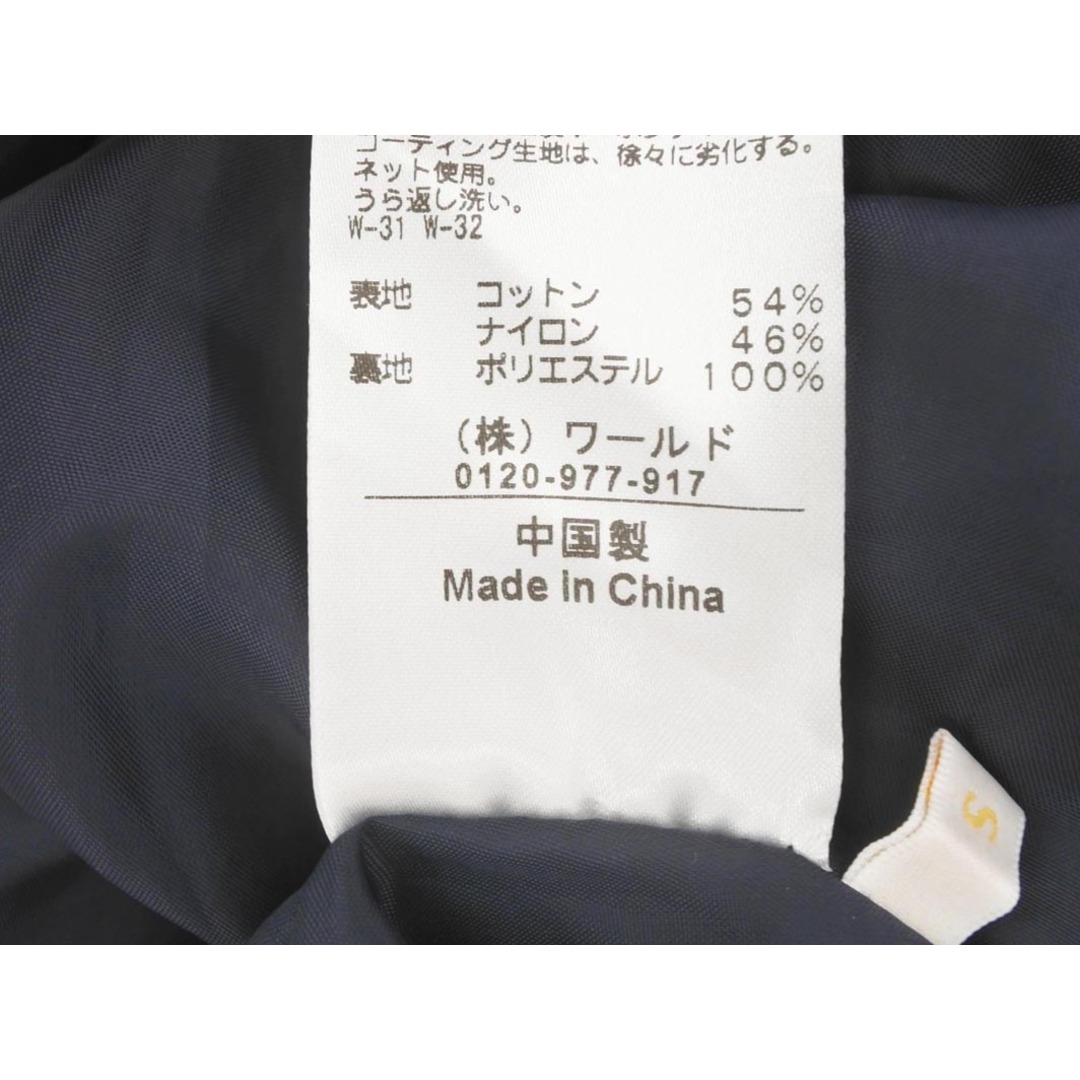 コーティング生地は、徐々に劣化する。
ネット使用。
うら返し洗い。
W-31 W-32
表地 コットン 54%
ナイロン 46%
裏地 ポリエステル 100%
(株) ワールド
0120-977-917
中国製
Made in China
S